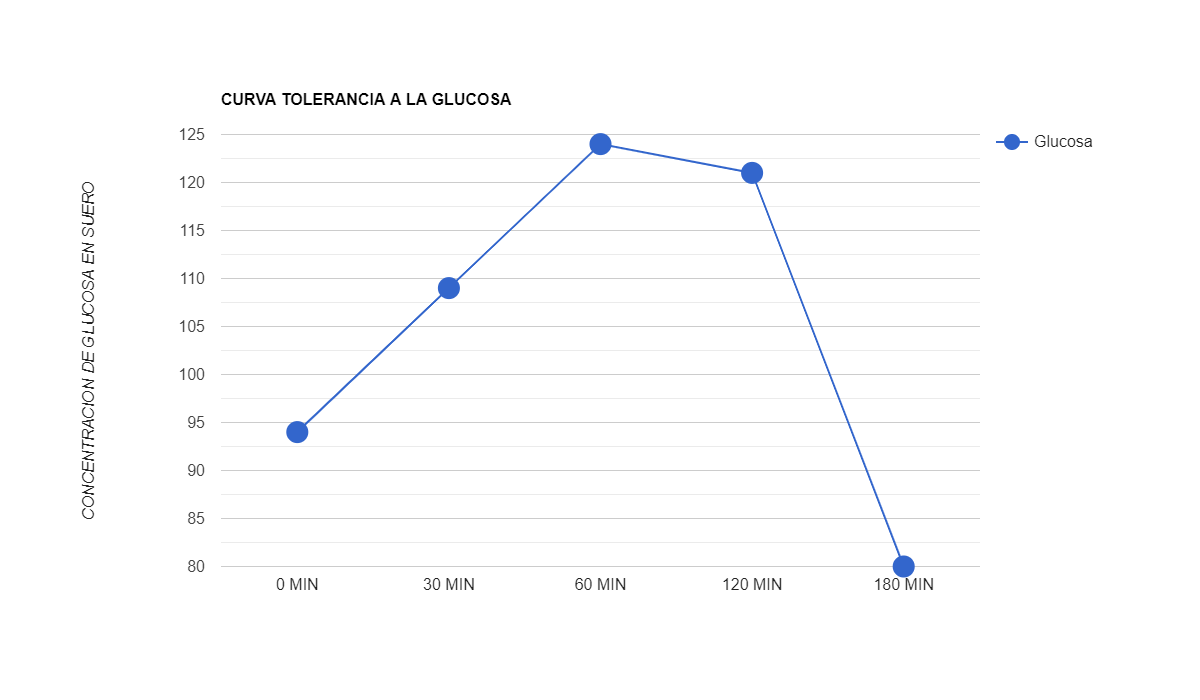 CURVA TOLERANCIA A LA GLUCOSA
Glucosa
CONCENTRACION DE GLUCOSA EN SUERO
125
120
115
110
105
100
95
90
85
80
0 MIN
30 MIN
60 MIN
120 MIN
180 MIN